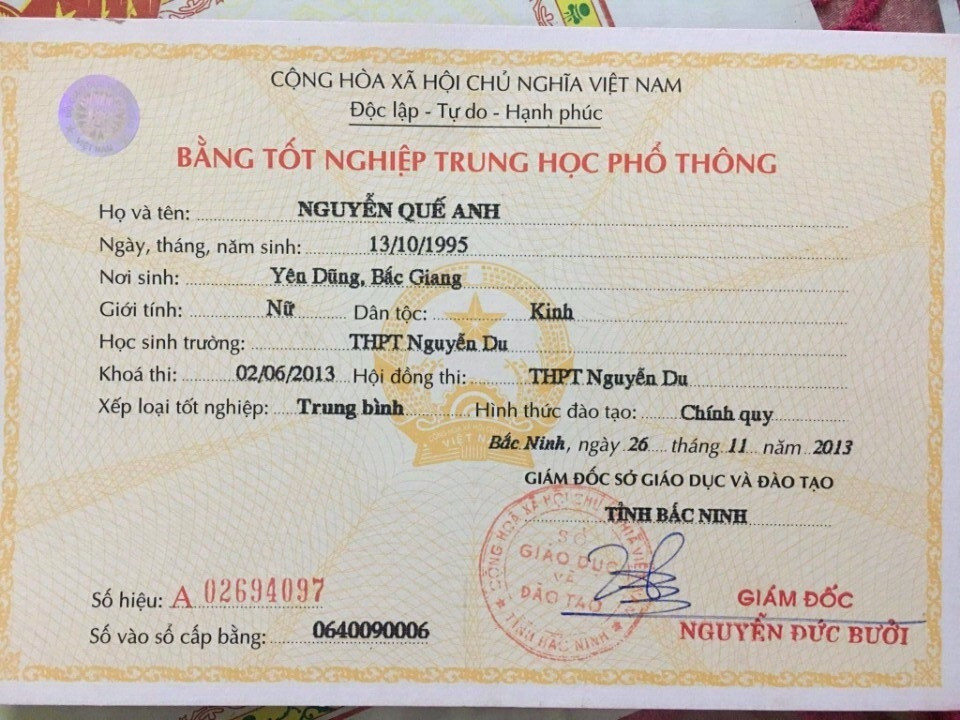 CỘNG HÒA XÃ HỘI CHỦ NGHĨA VIỆT NAM
Độc lập - Tự do - Hạnh phúc
BẰNG TỐT NGHIỆP TRUNG HỌC PHỔ THÔNG
Họ và tên: NGUYỄN QUẾ ANH
Ngày, tháng, năm sinh: 13/10/1995
Nơi sinh: Yên Dũng, Bắc Giang
Giới tính: Nữ Dân tộc: Kinh
Học sinh trường: THPT Nguyễn Du
Khoá thi: 02/06/2013 Hội đồng thi: THPT Nguyễn Du
Xếp loại tốt nghiệp: Trung bình Hình thức đào tạo: Chính quy
Bắc Ninh, ngày 26 tháng 11 năm 2013
GIÁM ĐỐC SỞ GIÁO DỤC VÀ ĐÀO TẠO
TỈNH BẮC NINH
SỞ
GIÁO DỤC
VÀ
ĐÀO TẠO
TỈNH BẮC NINH
GIÁM ĐỐC
NGUYỄN ĐỨC BƯỞI
Số hiệu: A 02694097
Số vào sổ cấp bằng: 0640090006
VIỆT NAM